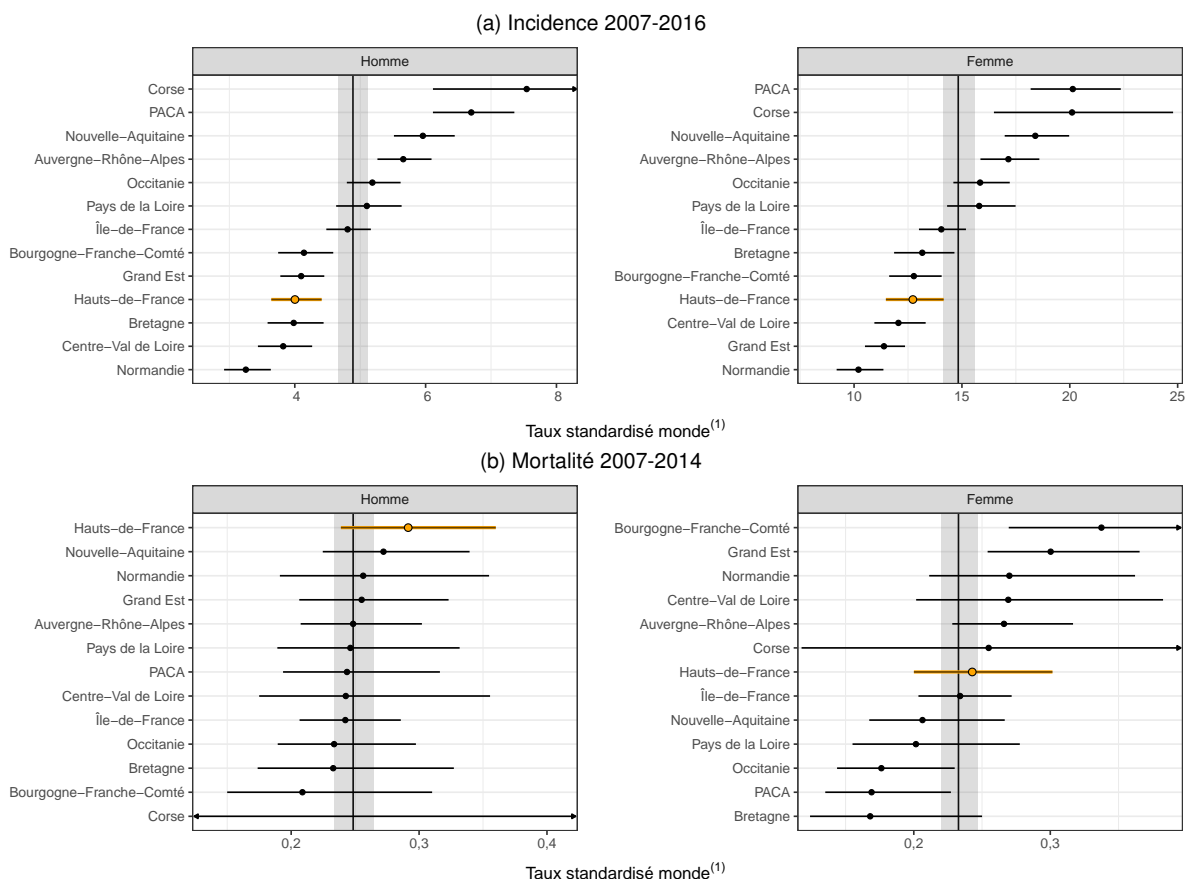 (a) Incidence 2007-2016
Homme
Corse
PACA
Nouvelle−Aquitaine
Auvergne−Rhône−Alpes
Occitanie
Pays de la Loire
Île−de−France
Bourgogne−Franche−Comté
Grand Est
Hauts−de−France
Bretagne
Centre−Val de Loire
Normandie
4 6 8
Femme
PACA
Corse
Nouvelle−Aquitaine
Auvergne−Rhône−Alpes
Occitanie
Pays de la Loire
Île−de−France
Bretagne
Bourgogne−Franche−Comté
Hauts−de−France
Centre−Val de Loire
Grand Est
Normandie
10 15 20 25
Taux standardisé monde(1)
(b) Mortalité 2007-2014
Homme
Hauts−de−France
Nouvelle−Aquitaine
Normandie
Grand Est
Auvergne−Rhône−Alpes
Pays de la Loire
PACA
Centre−Val de Loire
Île−de−France
Occitanie
Bretagne
Bourgogne−Franche−Comté
Corse
0,2 0,3 0,4
Femme
Bourgogne−Franche−Comté
Grand Est
Normandie
Centre−Val de Loire
Auvergne−Rhône−Alpes
Corse
Hauts−de−France
Île−de−France
Nouvelle−Aquitaine
Pays de la Loire
Occitanie
PACA
Bretagne
0,2 0,3
Taux standardisé monde(1)